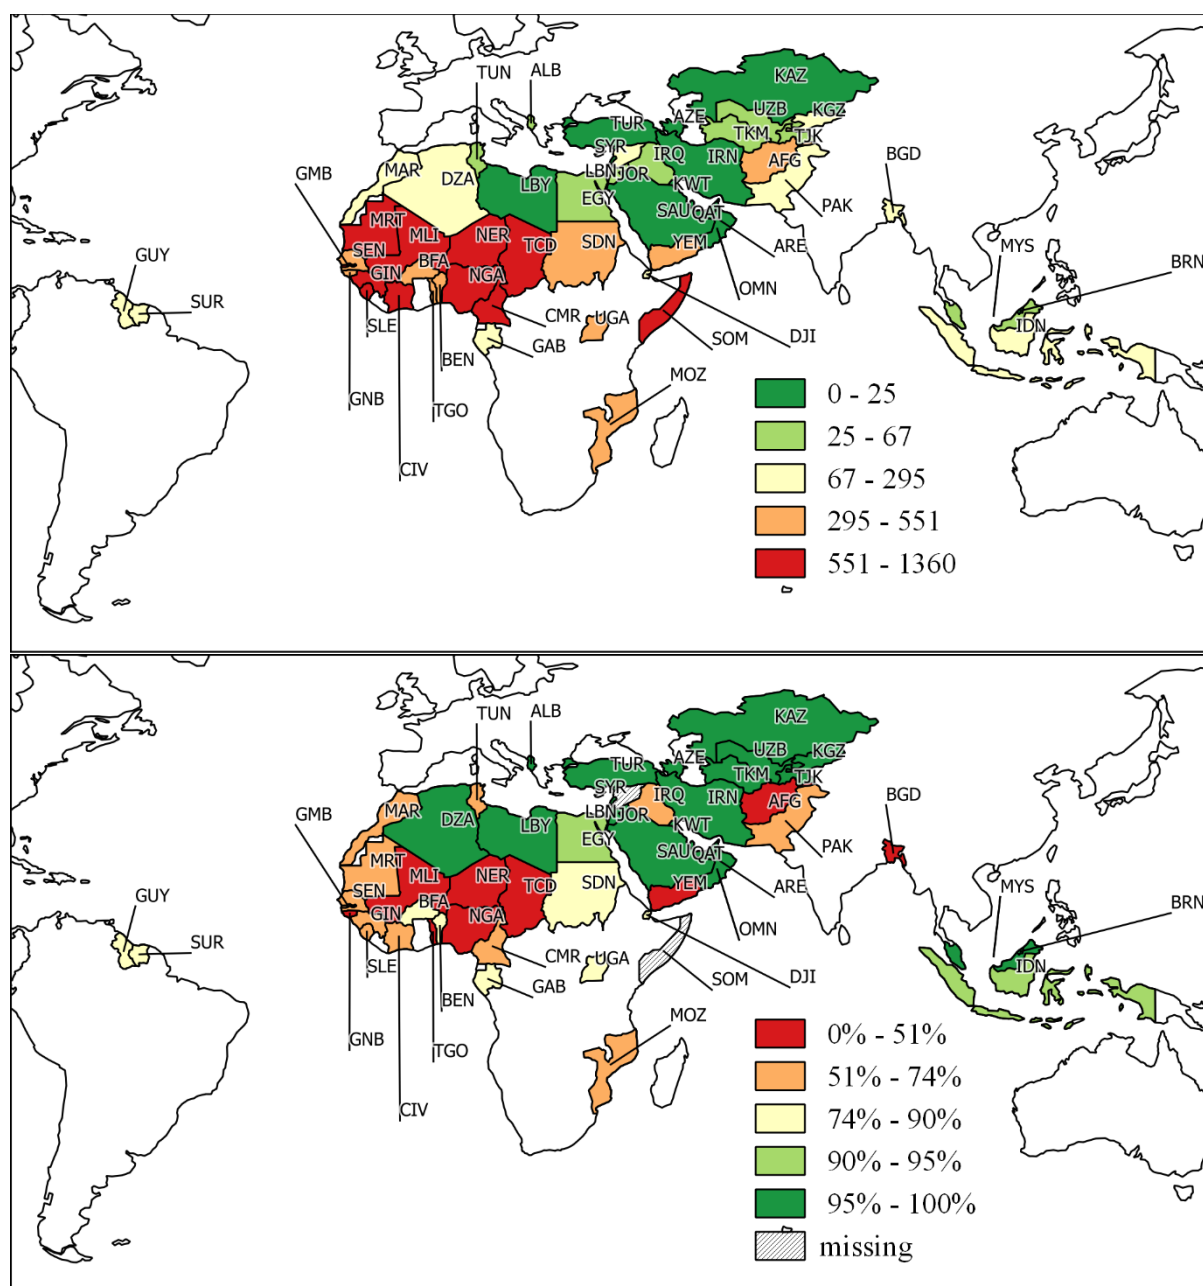 TUN
ALB
KAZ
UZB
KGZ
AZE
TUR
TKM
TJK
SYR
IRQ
IRN
AFG
BGD
GMB
MAR
LBN
JOR
DZA
LBY
KWT
EGY
PAK
MRT
SAU
QAT
MLI
NER
TCD
SDN
YEM
ARE
MYS
SEN
BFA
GUY
GIN
NGA
OMN
BRN
SUR
SLE
CMR
UGA
SOM
DJI
IDN
BEN
GAB
GNB
TGO
MOZ
CIV
0 - 25
25 - 67
67 - 295
295 - 551
551 - 1360
TUN
ALB
KAZ
UZB
KGZ
AZE
TUR
TKM
TJK
SYR
IRQ
IRN
AFG
BGD
GMB
MAR
LBN
JOR
DZA
LBY
KWT
EGY
PAK
MRT
SAU
QAT
MLI
NER
TCD
SDN
YEM
ARE
MYS
SEN
BFA
GUY
GIN
NGA
OMN
BRN
SUR
SLE
CMR
UGA
SOM
DJI
IDN
BEN
GAB
GNB
TGO
MOZ
CIV
0% - 51%
51% - 74%
74% - 90%
90% - 95%
95% - 100%
missing